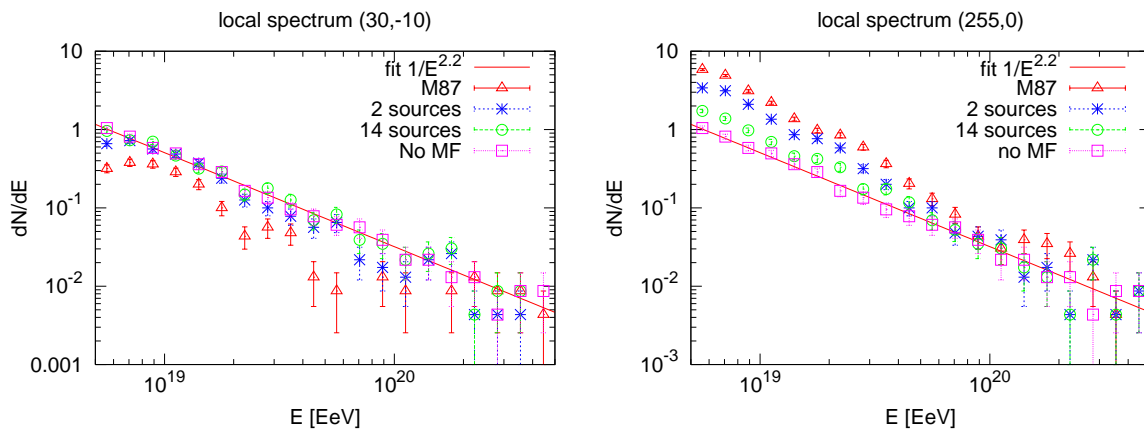 local spectrum (30,-10)
dN/dE
10
1
10^-1
10^-2
0.001
10^19
10^20
E [EeV]
fit 1/E^2.2
M87
2 sources
14 sources
No MF
local spectrum (255,0)
dN/dE
10
1
10^-1
10^-2
10^-3
10^19
10^20
E [EeV]
fit 1/E^2.2
M87
2 sources
14 sources
no MF